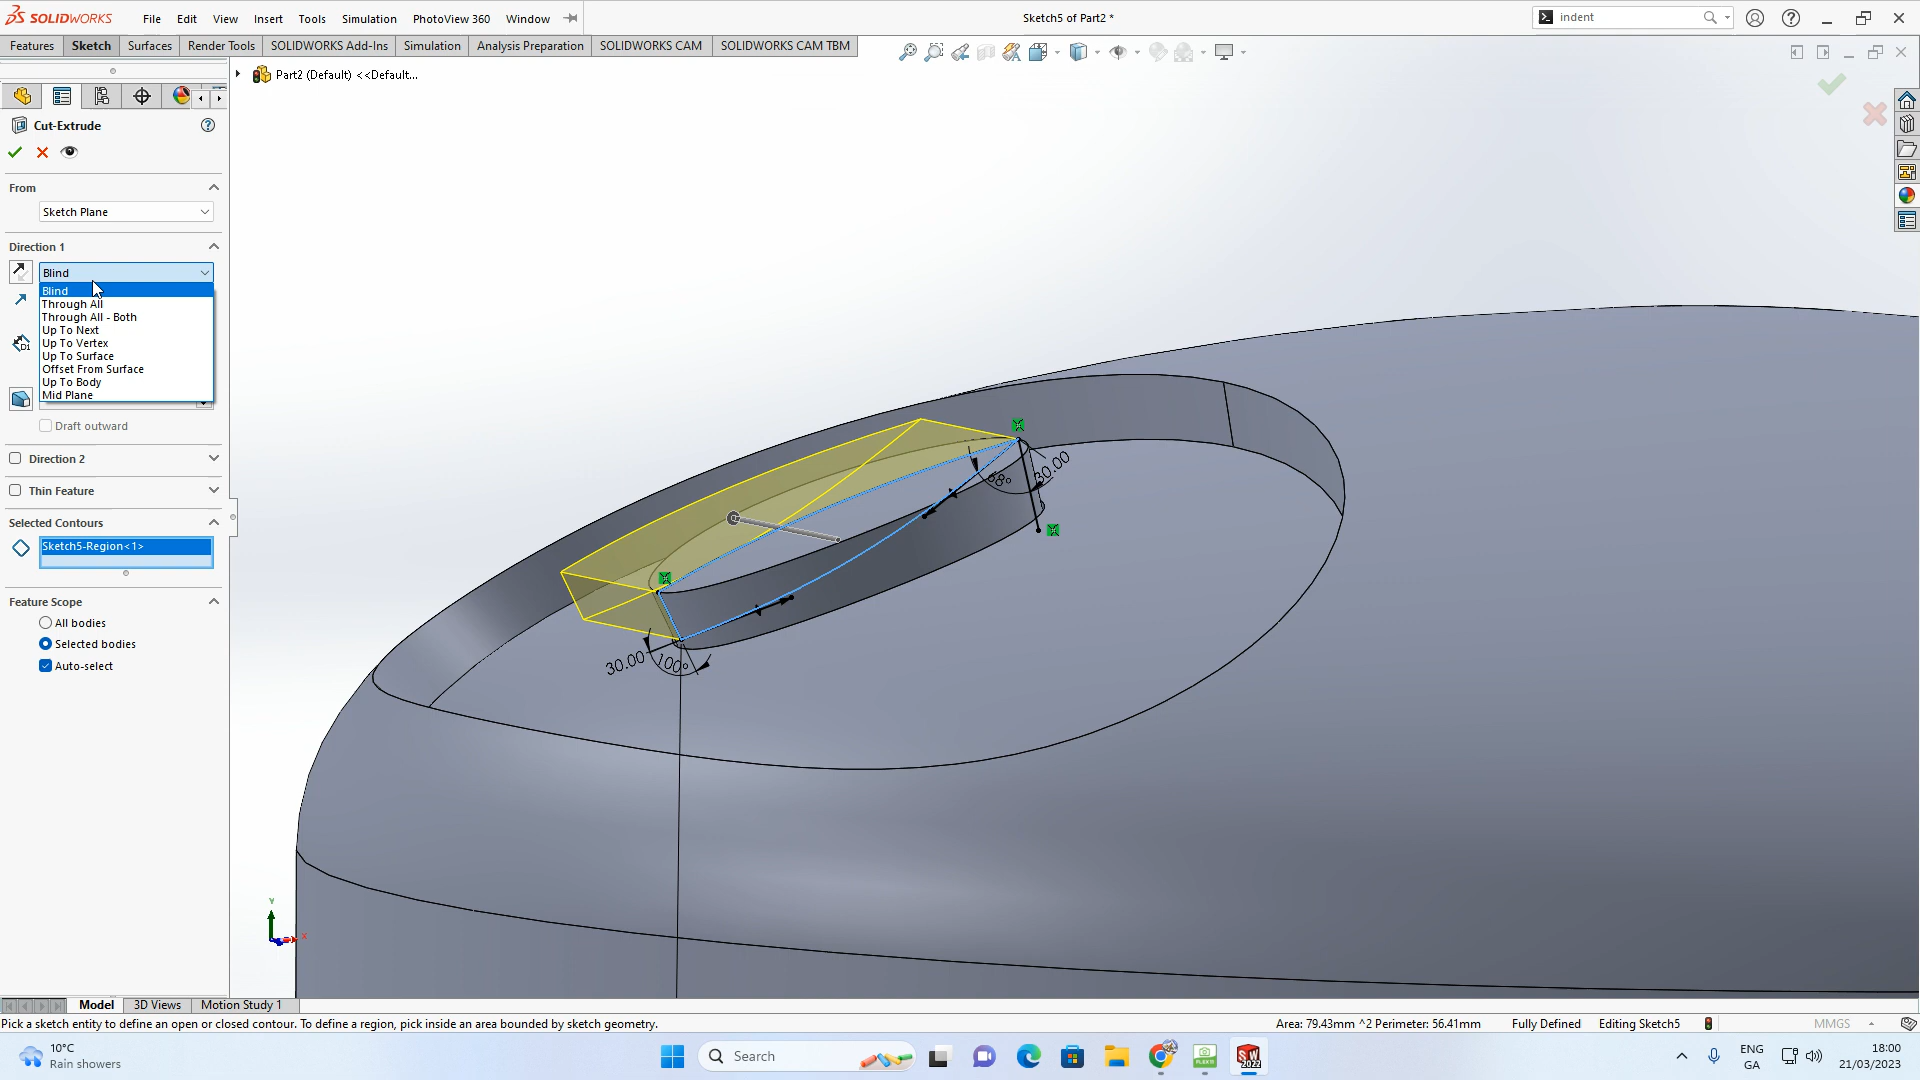 SOLIDWORKS
File Edit View Insert Tools Simulation PhotoView 360 Window
Sketch5 of Part2 *
indent
Features Sketch Surfaces Render Tools SOLIDWORKS Add-Ins Simulation Analysis Preparation SOLIDWORKS CAM SOLIDWORKS CAM TBM
Part2 (Default) <<Default...
Cut-Extrude
From
Sketch Plane
Direction 1
Blind
Blind
Through All
Through All - Both
Up To Next
Up To Vertex
Up To Surface
Offset From Surface
Up To Body
Mid Plane
D1
Draft outward
Direction 2
Thin Feature
Selected Contours
Sketch5-Region<1>
Feature Scope
All bodies
Selected bodies
Auto-select
68°
30.00
30.00
100°
Y
X
Model 3D Views Motion Study 1
Pick a sketch entity to define an open or closed contour. To define a region, pick inside an area bounded by sketch geometry.
Area: 79.43mm ^2 Perimeter: 56.41mm Fully Defined Editing Sketch5 MMGS
10°C
Rain showers
Search
SW
2022
ENG
GA
18:00
21/03/2023